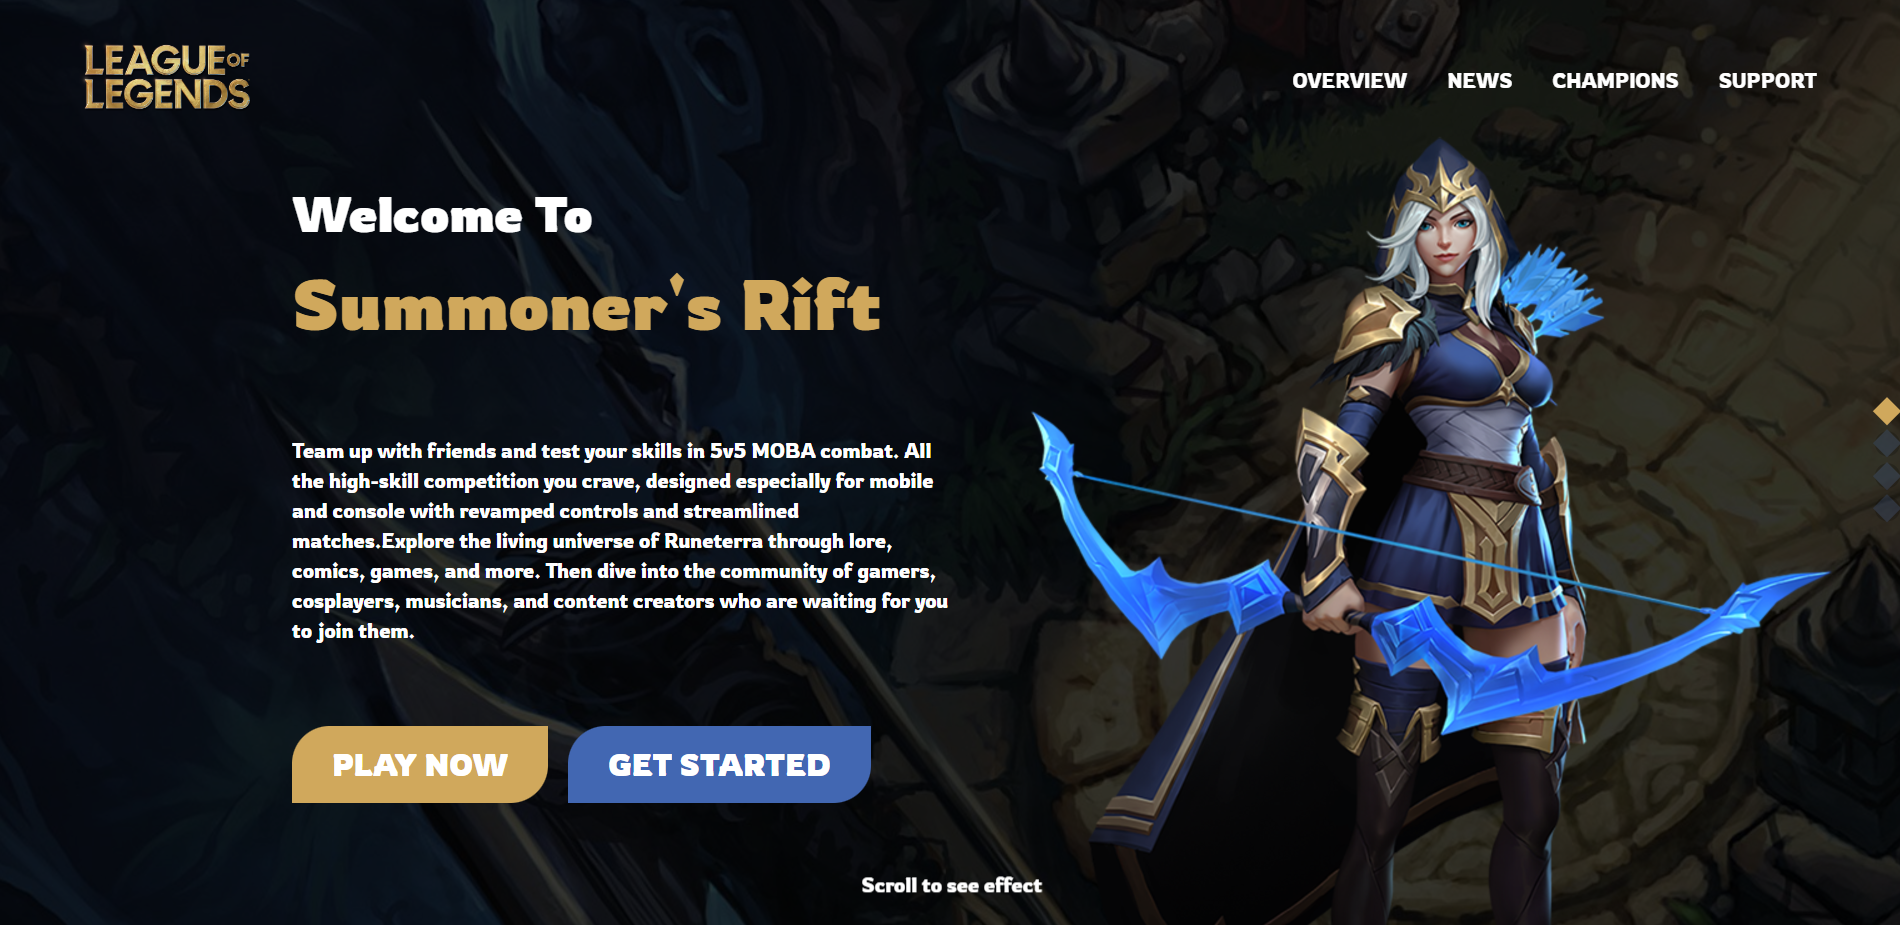 LEAGUE OF
LEGENDS
OVERVIEW NEWS CHAMPIONS SUPPORT
Welcome To
Summoner's Rift
Team up with friends and test your skills in 5v5 MOBA combat. All
the high-skill competition you crave, designed especially for mobile
and console with revamped controls and streamlined
matches.Explore the living universe of Runeterra through lore,
comics, games, and more. Then dive into the community of gamers,
cosplayers, musicians, and content creators who are waiting for you
to join them.
PLAY NOW GET STARTED
Scroll to see effect